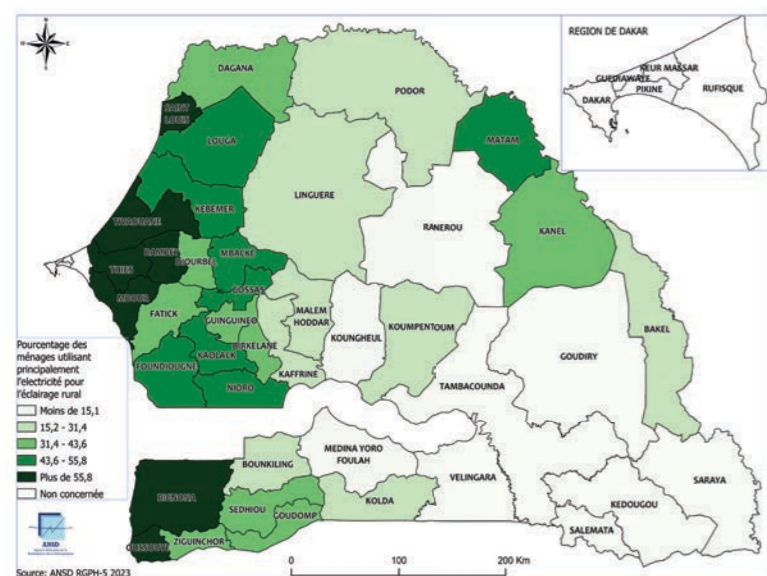 REGION DE DAKAR
KEUR MASSAR
GUEDIAWAYE
DAKAR
PIKINE
RUFISQUE
DAGANA
PODOR
SAINT
LOUIS
LOUGA
MATAM
LINGUERE
KEBEMER
RANEROU
KANEL
TIVAOUANE
BAMBEY
DIOURBEL
MBACKE
THIES
GOSSAS
MBOUR
FATICK
GUINGUINEO
MALEM
HODDAR
KOUNGHEUL
KOUMPENTOUM
BAKEL
BIRKELANE
GOUDIRY
KAOLACK
FOUNDIOUGNE
KAFFRINE
TAMBACOUNDA
NIORO
Pourcentage des
ménages utilisant
principalement
l'electricité pour
l'éclairage rural
Moins de 15,1
15,2 - 31,4
31,4 - 43,6
43,6 - 55,8
Plus de 55,8
Non concernée
MEDINA YORO
FOULAH
BOUNKILING
VELINGARA
SARAYA
BIGNONA
KOLDA
KEDOUGOU
SEDHIOU
GOUDOMP
SALEMATA
ZIGUINCHOR
OUSSOUYE
ANSD
0 100 200 Km
Source: ANSD RGPH-5 2023